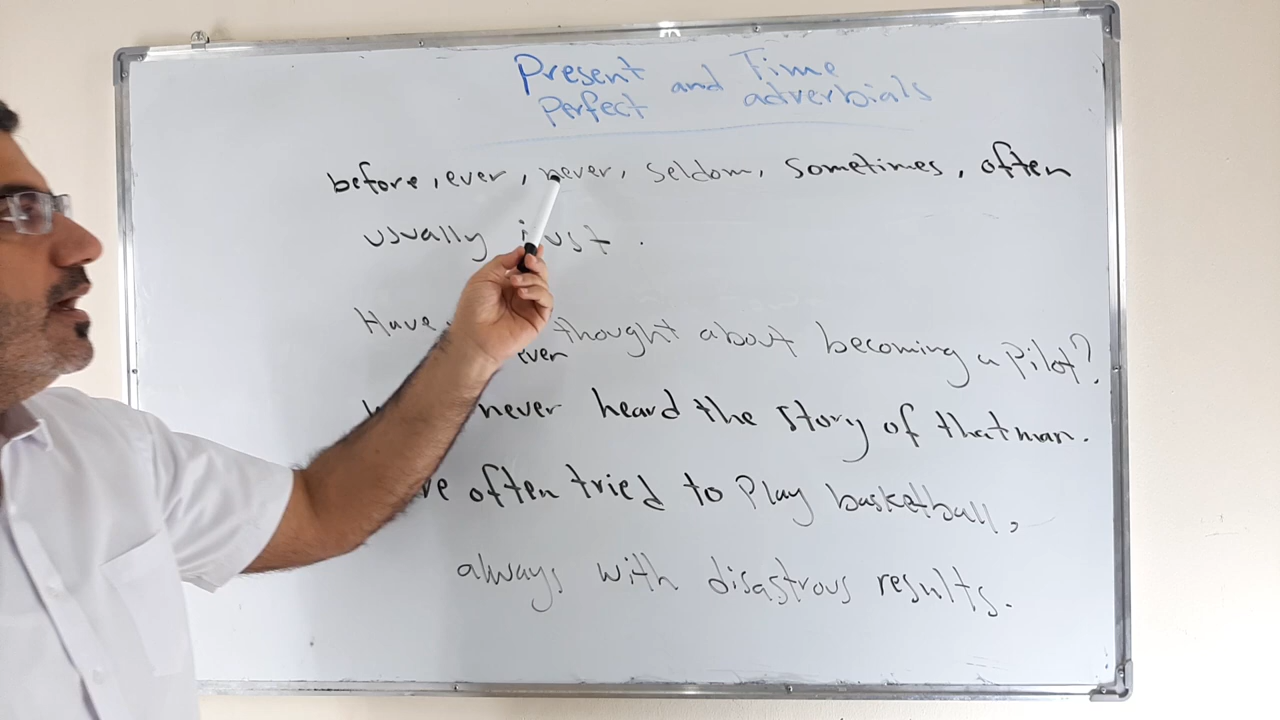 Present and Time
Perfect adverbials
before, ever, never, seldom, sometimes, often
usually just.
Have thought about becoming a pilot?
ever
never heard the story of that man.
often tried to play basketball,
always with disastrous results.